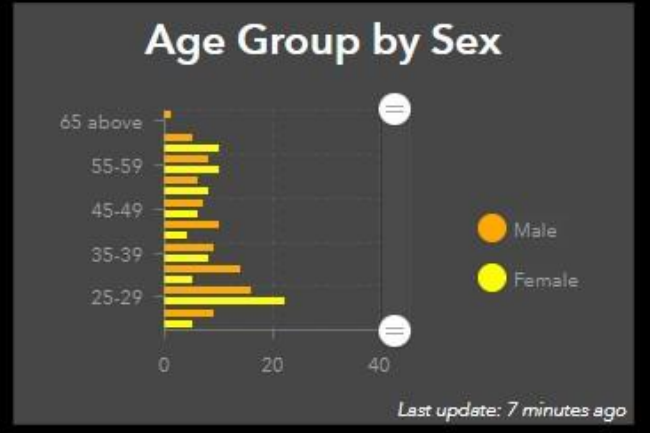 Age Group by Sex
65 above
55-59
45-49
35-39
25-29
0 20 40
Male
Female
Last update: 7 minutes ago